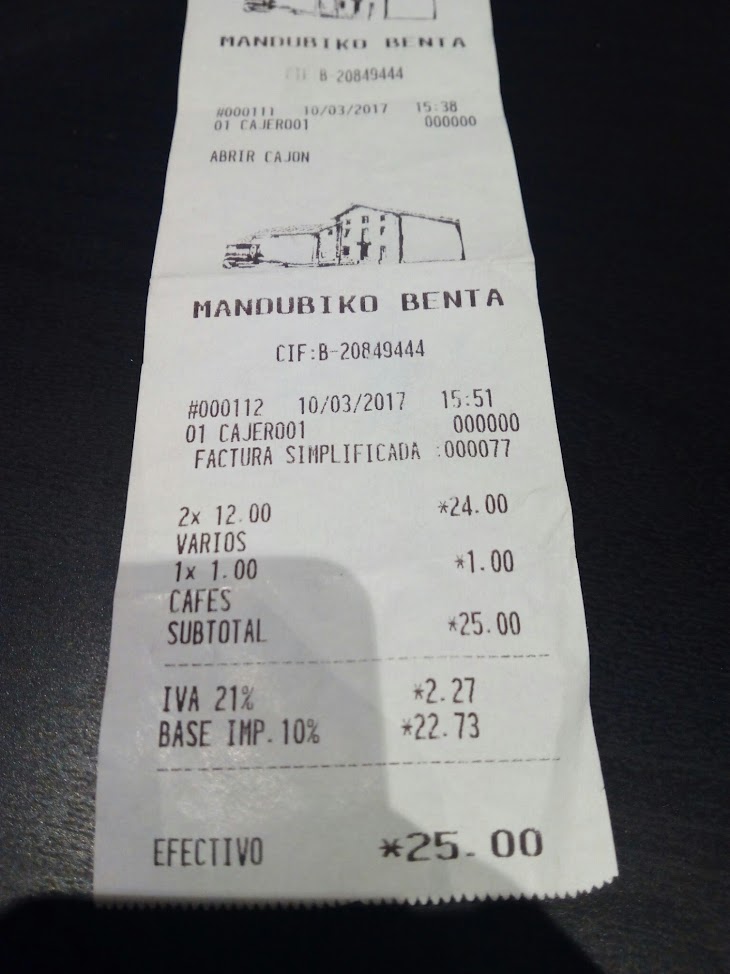 MANDUBIKO BENTA
CIF B-20849444
#000111 10/03/2017 15:38
01 CAJERO01 000000
ABRIR CAJON
MANDUBIKO BENTA
CIF:B-20849444
#000112 10/03/2017 15:51
01 CAJERO01 000000
FACTURA SIMPLIFICADA :000077
2x 12.00 *24.00
VARIOS
1x 1.00 *1.00
CAFES
SUBTOTAL *25.00
IVA 21% *2.27
BASE IMP.10% *22.73
EFECTIVO *25.00